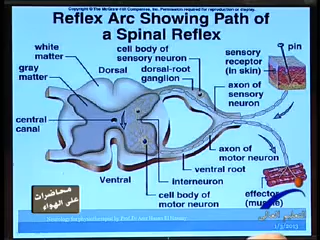 Copyright © The McGraw-Hill Companies, Inc. Permission required for reproduction or display.
Reflex Arc Showing Path of
a Spinal Reflex
white
matter
cell body of
sensory neuron
sensory
receptor
(in skin)
pin
gray
matter
Dorsal
dorsal-root
ganglion
axon of
sensory
neuron
central
canal
axon of
motor neuron
ventral root
Ventral
Interneuron
cell body of
motor neuron
effector
(muscle)
محاضرات
على الهواء
1/3/2013